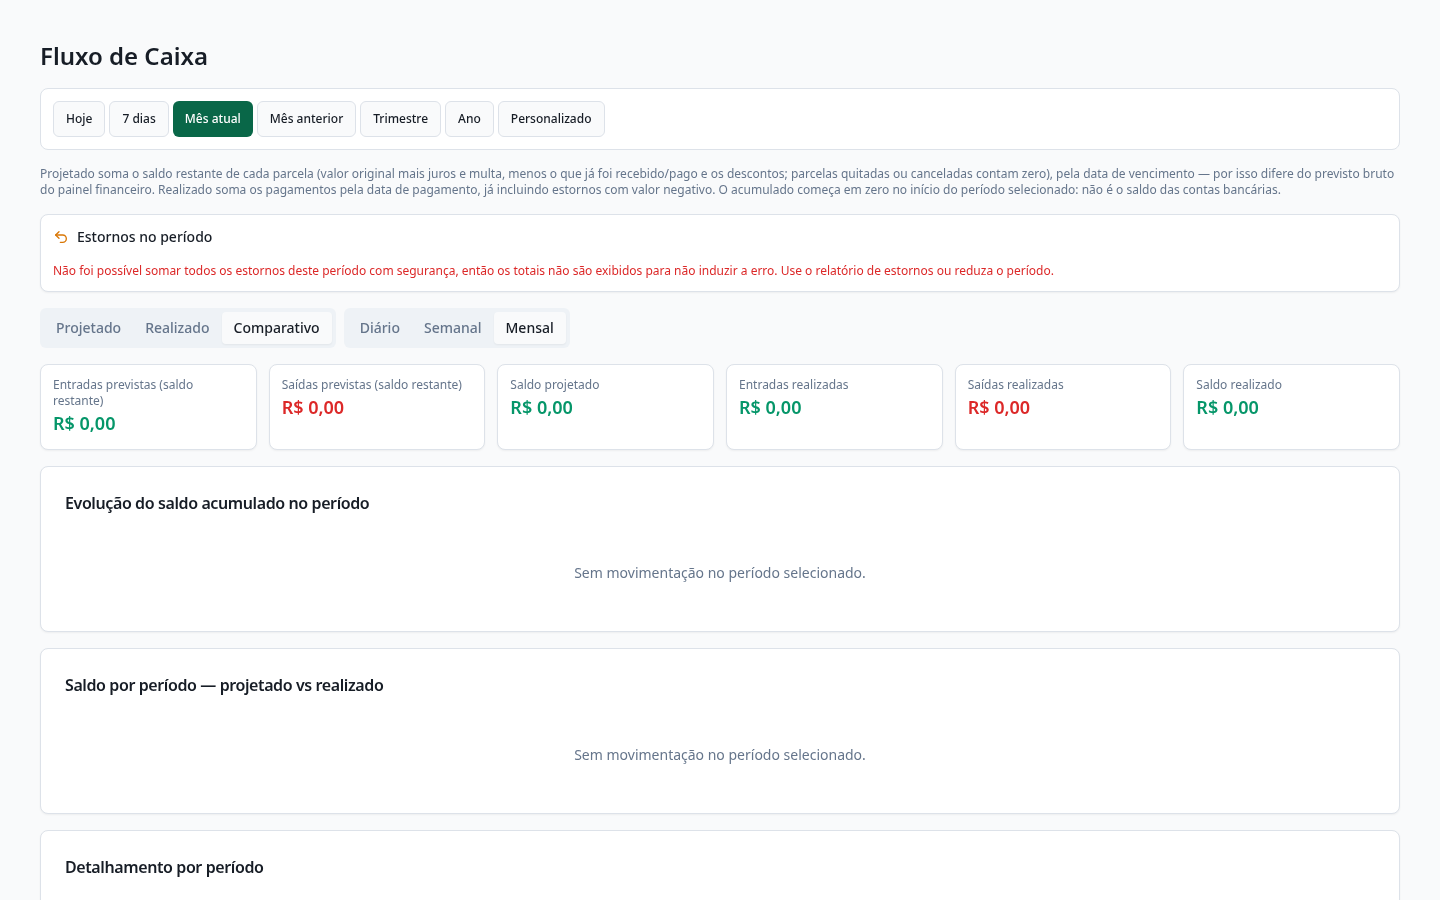 Fluxo de Caixa
Hoje
7 dias
Mês atual
Mês anterior
Trimestre
Ano
Personalizado
Projetado soma o saldo restante de cada parcela (valor original mais juros e multa, menos o que já foi recebido/pago e os descontos; parcelas quitadas ou canceladas contam zero), pela data de vencimento — por isso difere do previsto bruto
do painel financeiro. Realizado soma os pagamentos pela data de pagamento, já incluindo estornos com valor negativo. O acumulado começa em zero no início do período selecionado: não é o saldo das contas bancárias.
Estornos no período
Não foi possível somar todos os estornos deste período com segurança, então os totais não são exibidos para não induzir a erro. Use o relatório de estornos ou reduza o período.
Projetado
Realizado
Comparativo
Diário
Semanal
Mensal
Entradas previstas (saldo
restante)
R$ 0,00
Saídas previstas (saldo restante)
R$ 0,00
Saldo projetado
R$ 0,00
Entradas realizadas
R$ 0,00
Saídas realizadas
R$ 0,00
Saldo realizado
R$ 0,00
Evolução do saldo acumulado no período
Sem movimentação no período selecionado.
Saldo por período — projetado vs realizado
Sem movimentação no período selecionado.
Detalhamento por período